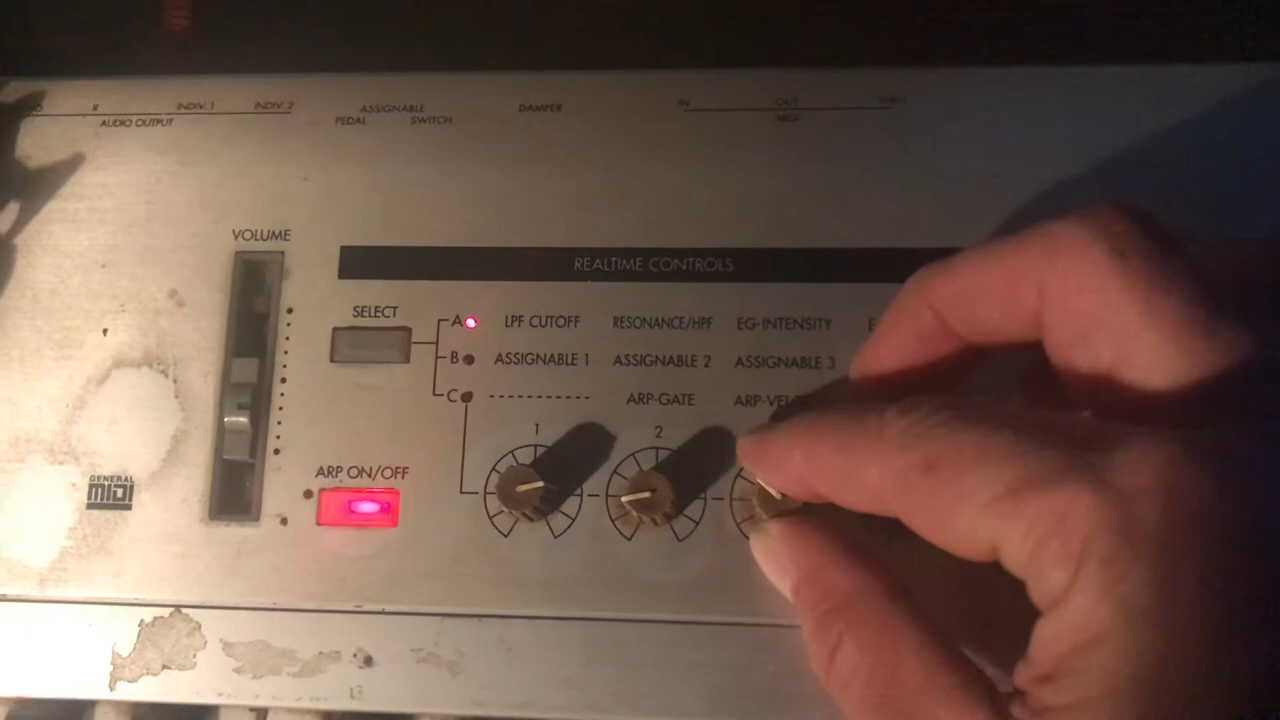 R INDIV.1 INDIV.2
AUDIO OUTPUT
ASSIGNABLE
PEDAL SWITCH
DAMPER
IN OUT THRU
MIDI
VOLUME
REALTIME CONTROLS
SELECT
A LPF CUTOFF RESONANCE/HPF EG-INTENSITY
B ASSIGNABLE 1 ASSIGNABLE 2 ASSIGNABLE 3
C ARP-GATE
1 2
ARP ON/OFF
GENERAL
MIDI